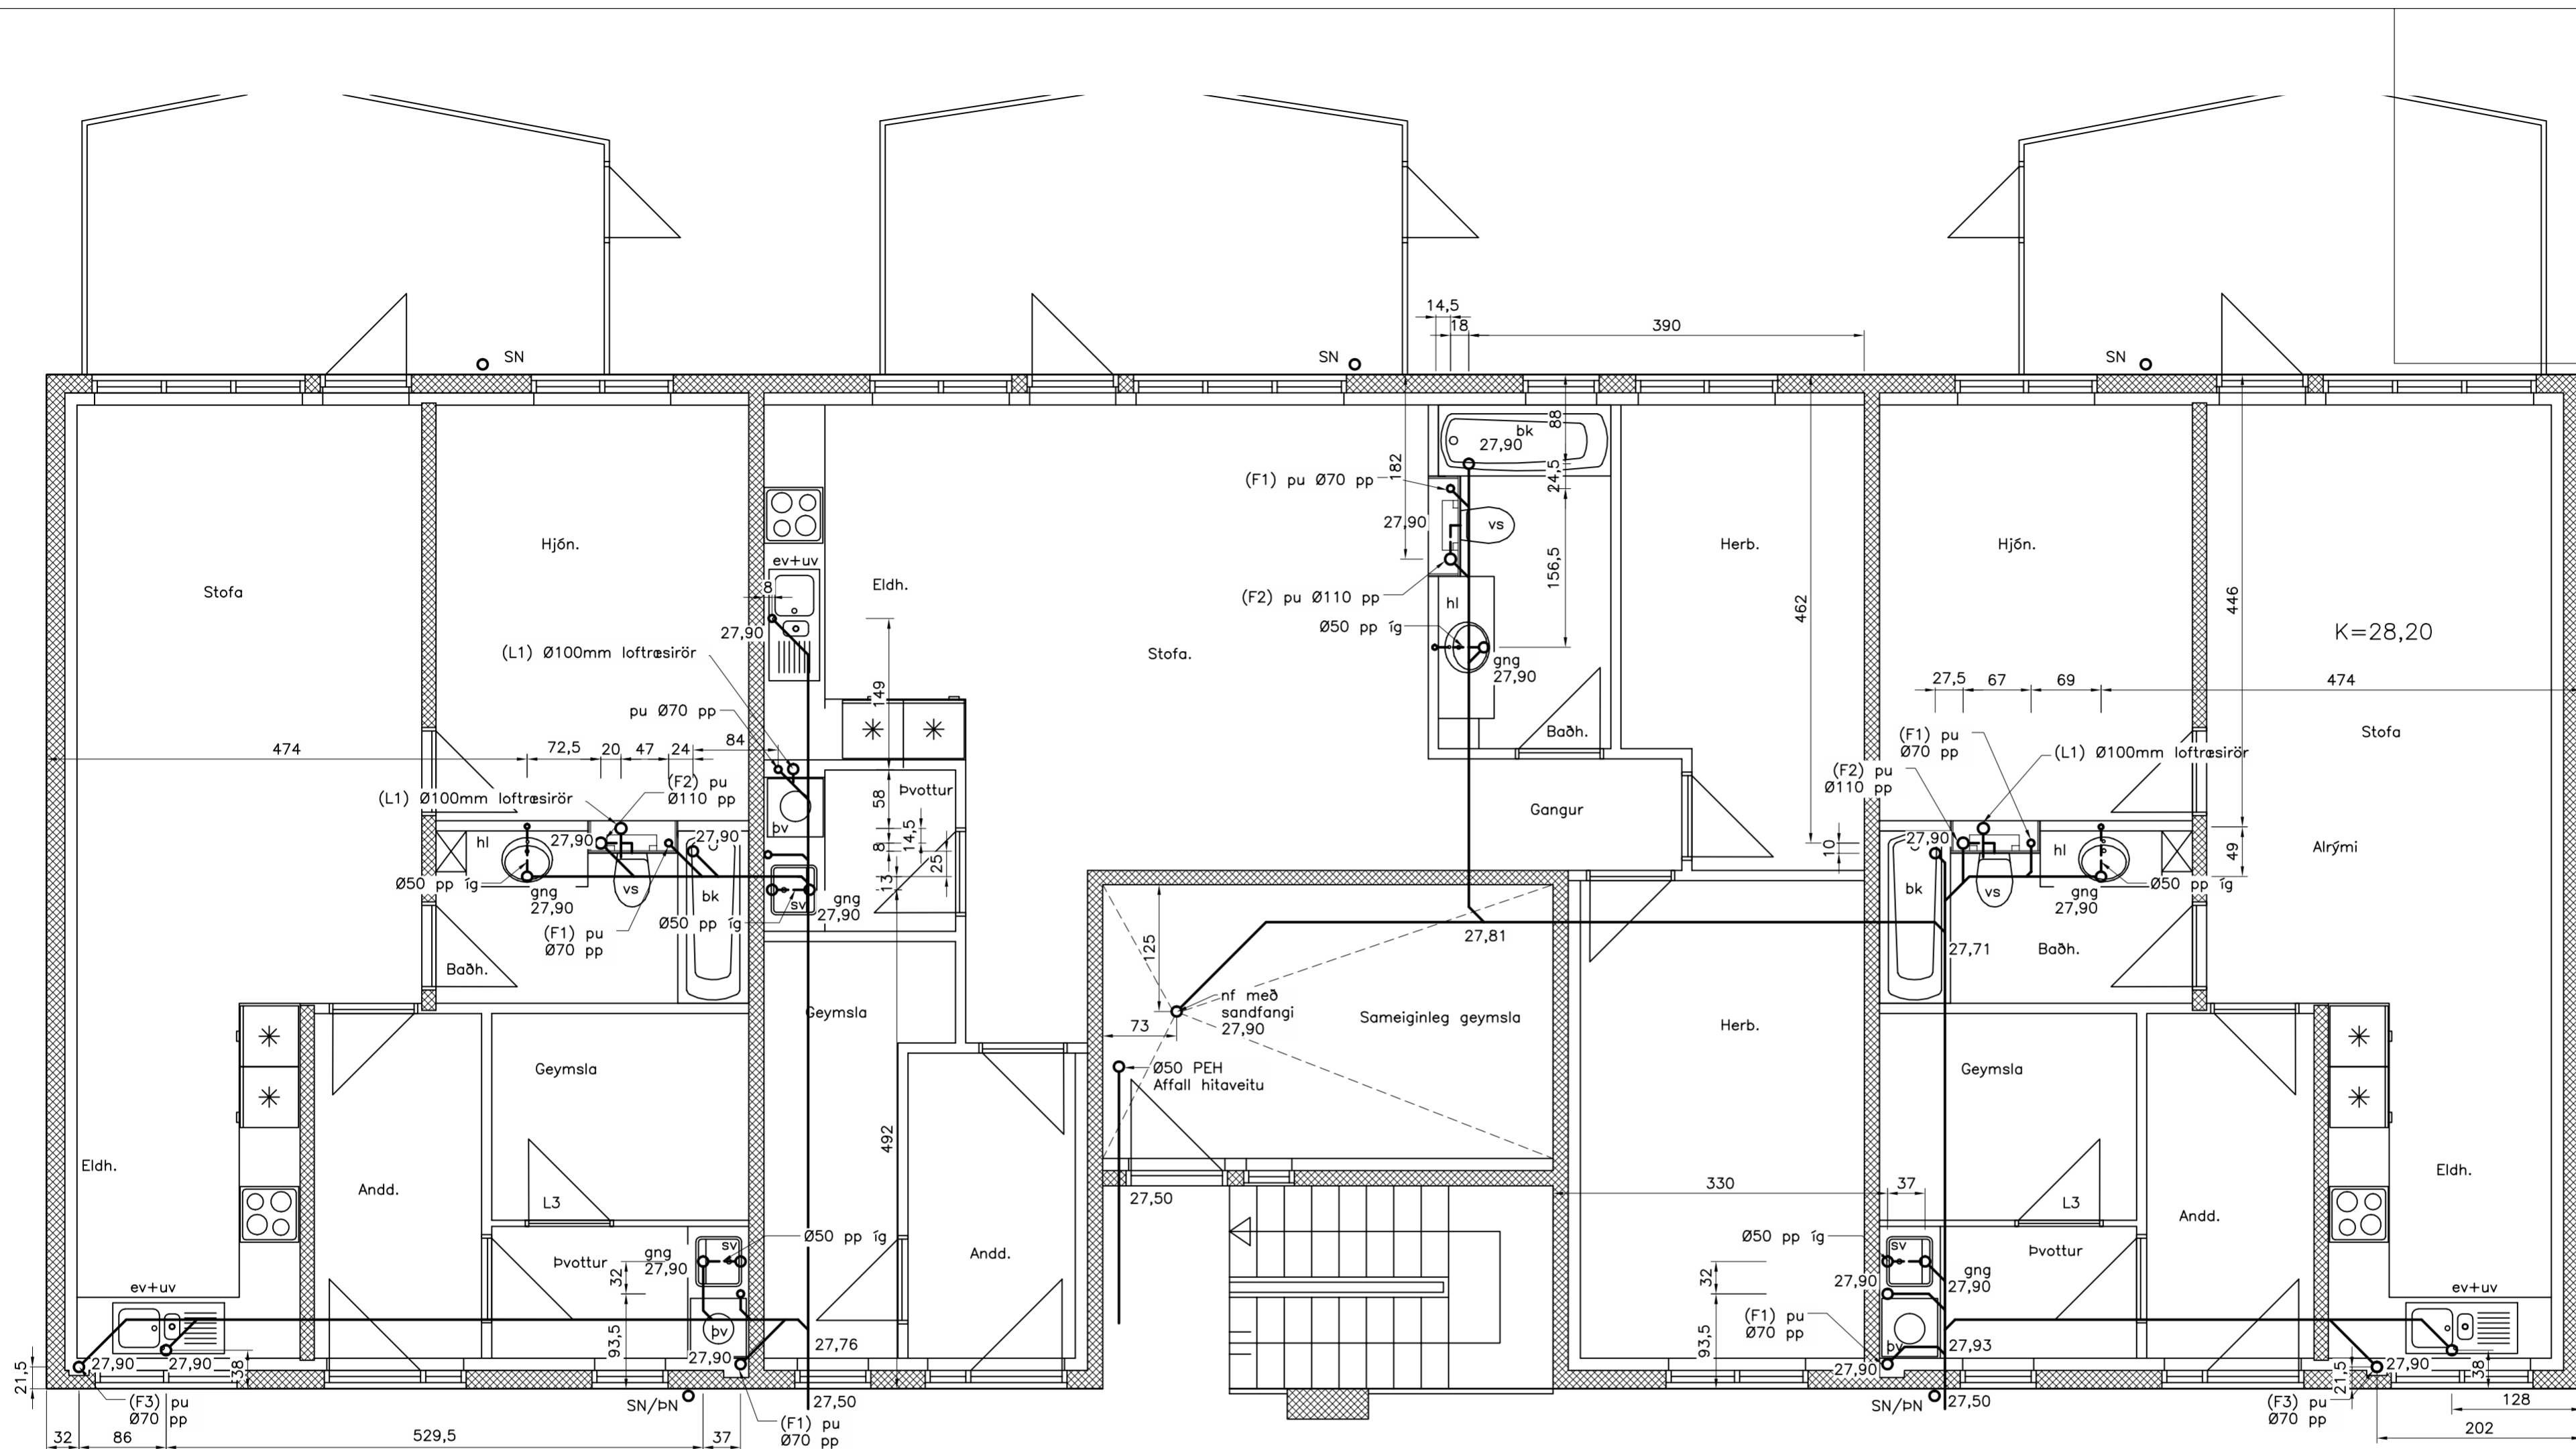 14,5
18
390
SN
SN
SN
88
bk
27,90
24,5
182
(F1) pu Ø70 pp
27,90
vs
Hjón.
Herb.
Hjón.
ev+uv
156,5
Stofa
8
Eldh.
(F2) pu Ø110 pp
hl
462
446
27,90
Ø50 pp íg
K=28,20
(L1) Ø100mm loftræsirör
Stofa.
gng
27,90
27,5
67
69
474
149
pu Ø70 pp
Baðh.
(F1) pu
Ø70 pp
Stofa
474
72,5
20
47
24
84
(L1) Ø100mm loftræsirör
(F2) pu
Ø110 pp
(F2) pu
Ø110 pp
(L1) Ø100mm loftræsirör
58
Þvottur
Gangur
þv
14,5
hl
27,90
27,90
8
25
10
27,90
hl
Alrými
49
Ø50 pp íg
gng
27,90
vs
bk
13
sv
gng
27,90
bk
vs
gng
27,90
Ø50 pp íg
(F1) pu
Ø70 pp
Ø50 pp íg
125
27,81
27,71
Baðh.
Baðh.
nf með
sandfangi
27,90
Geymsla
Sameiginleg geymsla
73
Herb.
Geymsla
Ø50 PEH
Affall hitaveitu
Geymsla
492
Eldh.
Eldh.
Andd.
27,50
330
37
L3
L3
Andd.
Ø50 pp íg
Ø50 pp íg
sv
gng
27,90
Þvottur
32
Andd.
sv
Þvottur
gng
27,90
27,90
32
ev+uv
ev+uv
93,5
þv
27,76
(F1) pu
Ø70 pp
93,5
þv
27,93
27,90
27,90
38
27,90
27,90
27,90
38
21,5
21,5
(F3) pu
Ø70 pp
SN/ÞN
27,50
SN/ÞN
27,50
(F3) pu
Ø70 pp
128
(F1) pu
Ø70 pp
32
86
529,5
37
202